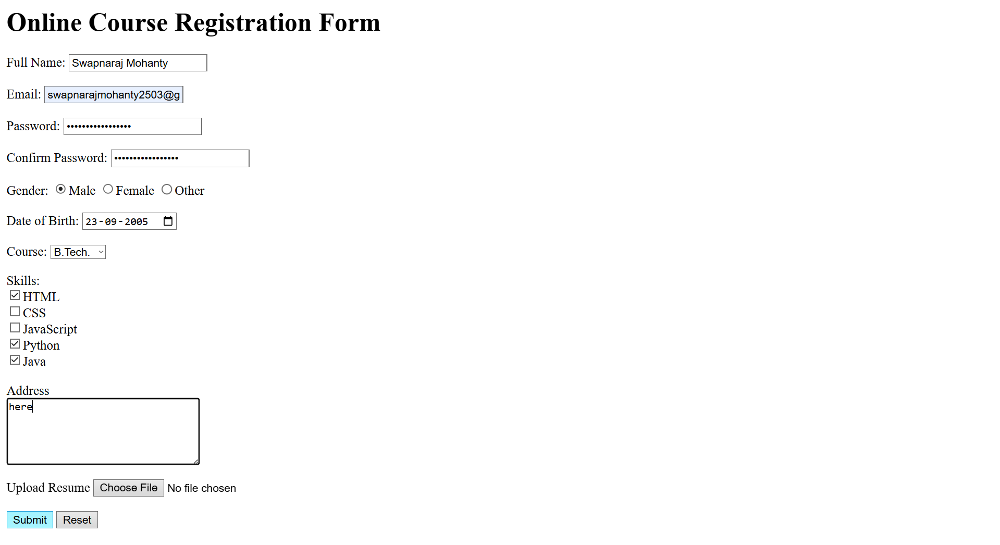 Online Course Registration Form
Full Name: Swapnaraj Mohanty
Email: swapnarajmohanty2503@g
Password: •••••••••••••••••
Confirm Password: •••••••••••••••••
Gender: Male Female Other
Date of Birth: 23-09-2005
Course: B.Tech.
Skills:
HTML
CSS
JavaScript
Python
Java
Address
here
Upload Resume Choose File No file chosen
Submit Reset